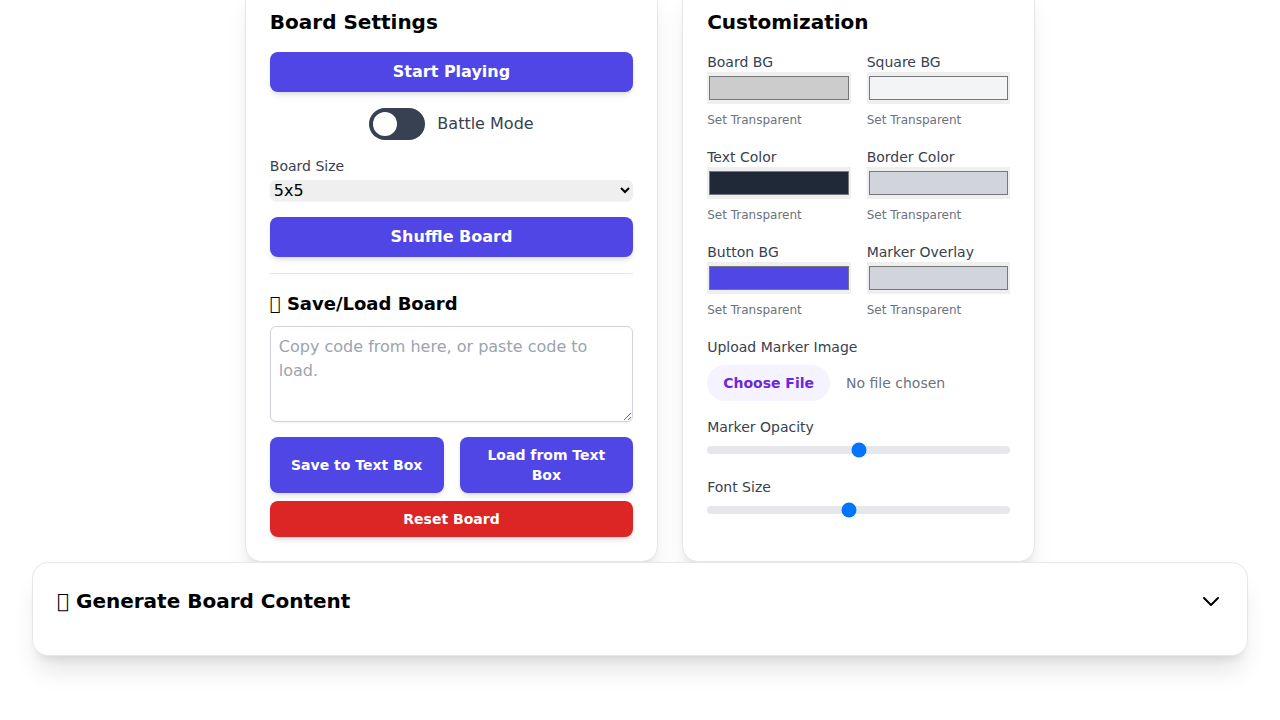 Board Settings
Start Playing
Battle Mode
Board Size
5x5
Shuffle Board
Save/Load Board
Copy code from here, or paste code to
load.
Save to Text Box
Load from Text
Box
Reset Board
Customization
Board BG
Square BG
Set Transparent
Set Transparent
Text Color
Border Color
Set Transparent
Set Transparent
Button BG
Marker Overlay
Set Transparent
Set Transparent
Upload Marker Image
Choose File
No file chosen
Marker Opacity
Font Size
Generate Board Content